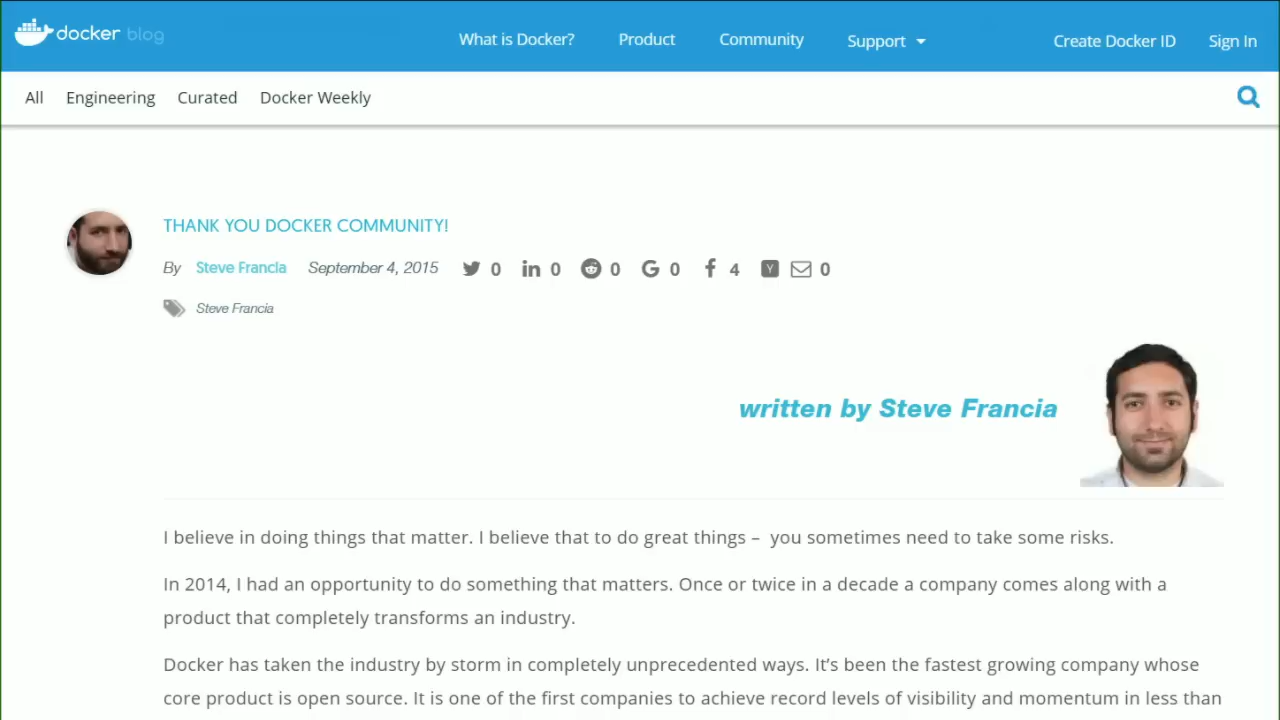 docker blog What is Docker? Product Community Support Create Docker ID Sign In
All Engineering Curated Docker Weekly
THANK YOU DOCKER COMMUNITY!
By Steve Francia September 4, 2015 0 in 0 0 G 0 f 4 Y 0
Steve Francia
written by Steve Francia
I believe in doing things that matter. I believe that to do great things – you sometimes need to take some risks.
In 2014, I had an opportunity to do something that matters. Once or twice in a decade a company comes along with a
product that completely transforms an industry.
Docker has taken the industry by storm in completely unprecedented ways. It’s been the fastest growing company whose
core product is open source. It is one of the first companies to achieve record levels of visibility and momentum in less than